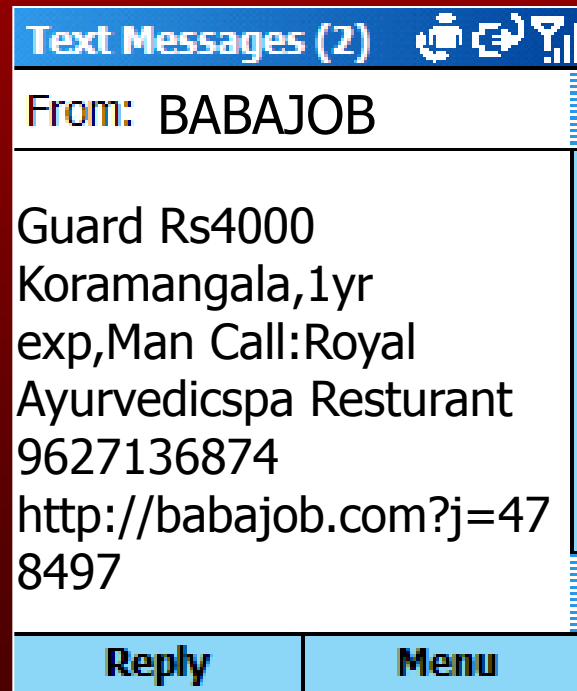 Text Messages (2)
From: BABAJOB
Guard Rs4000
Koramangala,1yr
exp,Man Call:Royal
Ayurvedicspa Resturant
9627136874
http://babajob.com?j=47
8497
Reply Menu